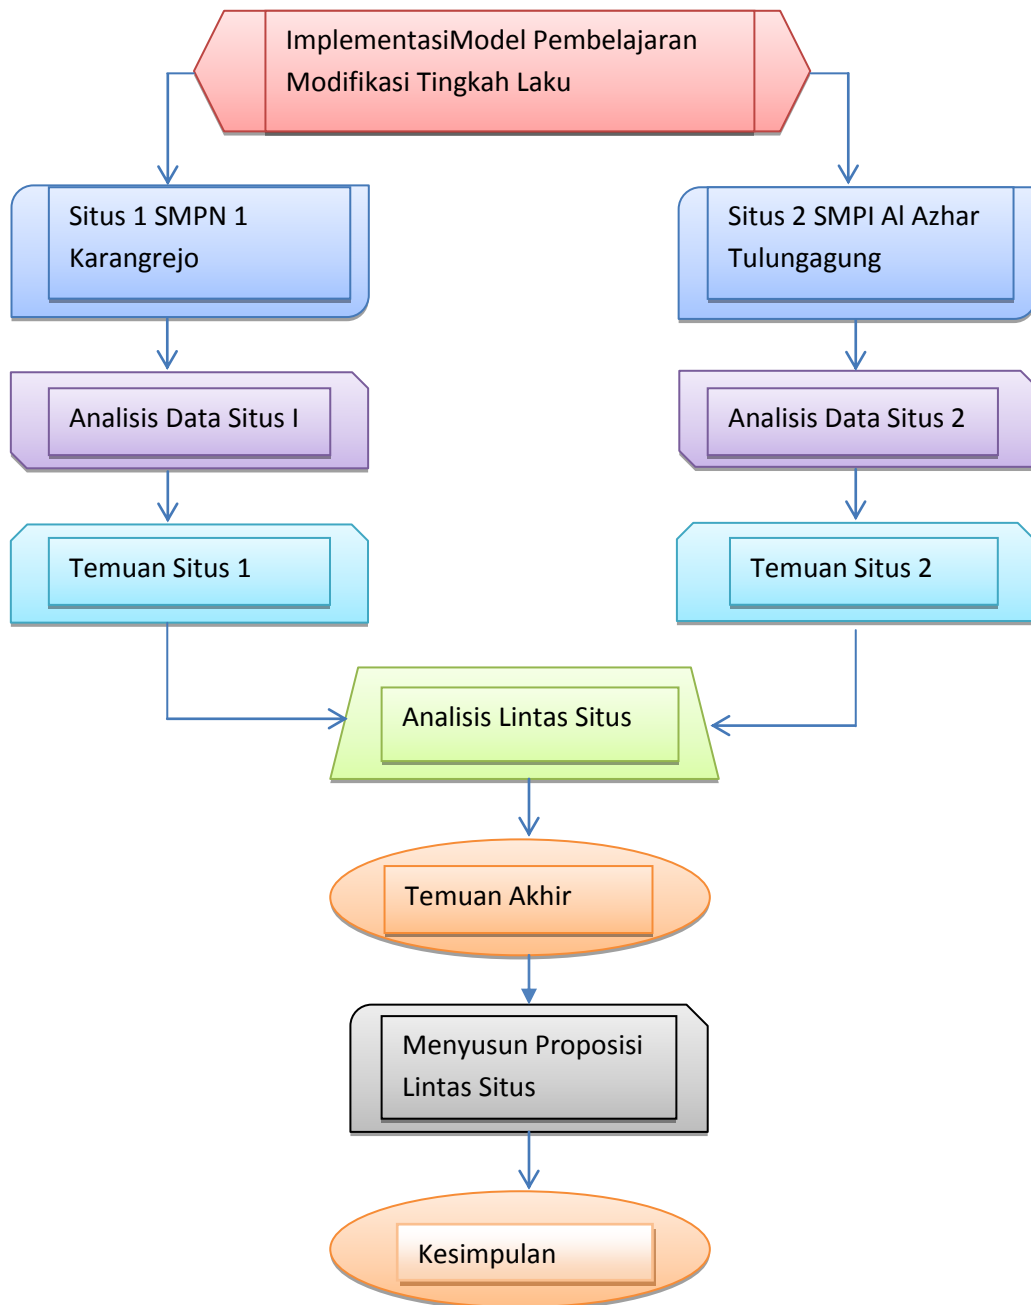 ImplementasiModel Pembelajaran
Modifikasi Tingkah Laku
Situs 1 SMPN 1
Karangrejo
Situs 2 SMPI Al Azhar
Tulungagung
Analisis Data Situs I
Analisis Data Situs 2
Temuan Situs 1
Temuan Situs 2
Analisis Lintas Situs
Temuan Akhir
Menyusun Proposisi
Lintas Situs
Kesimpulan